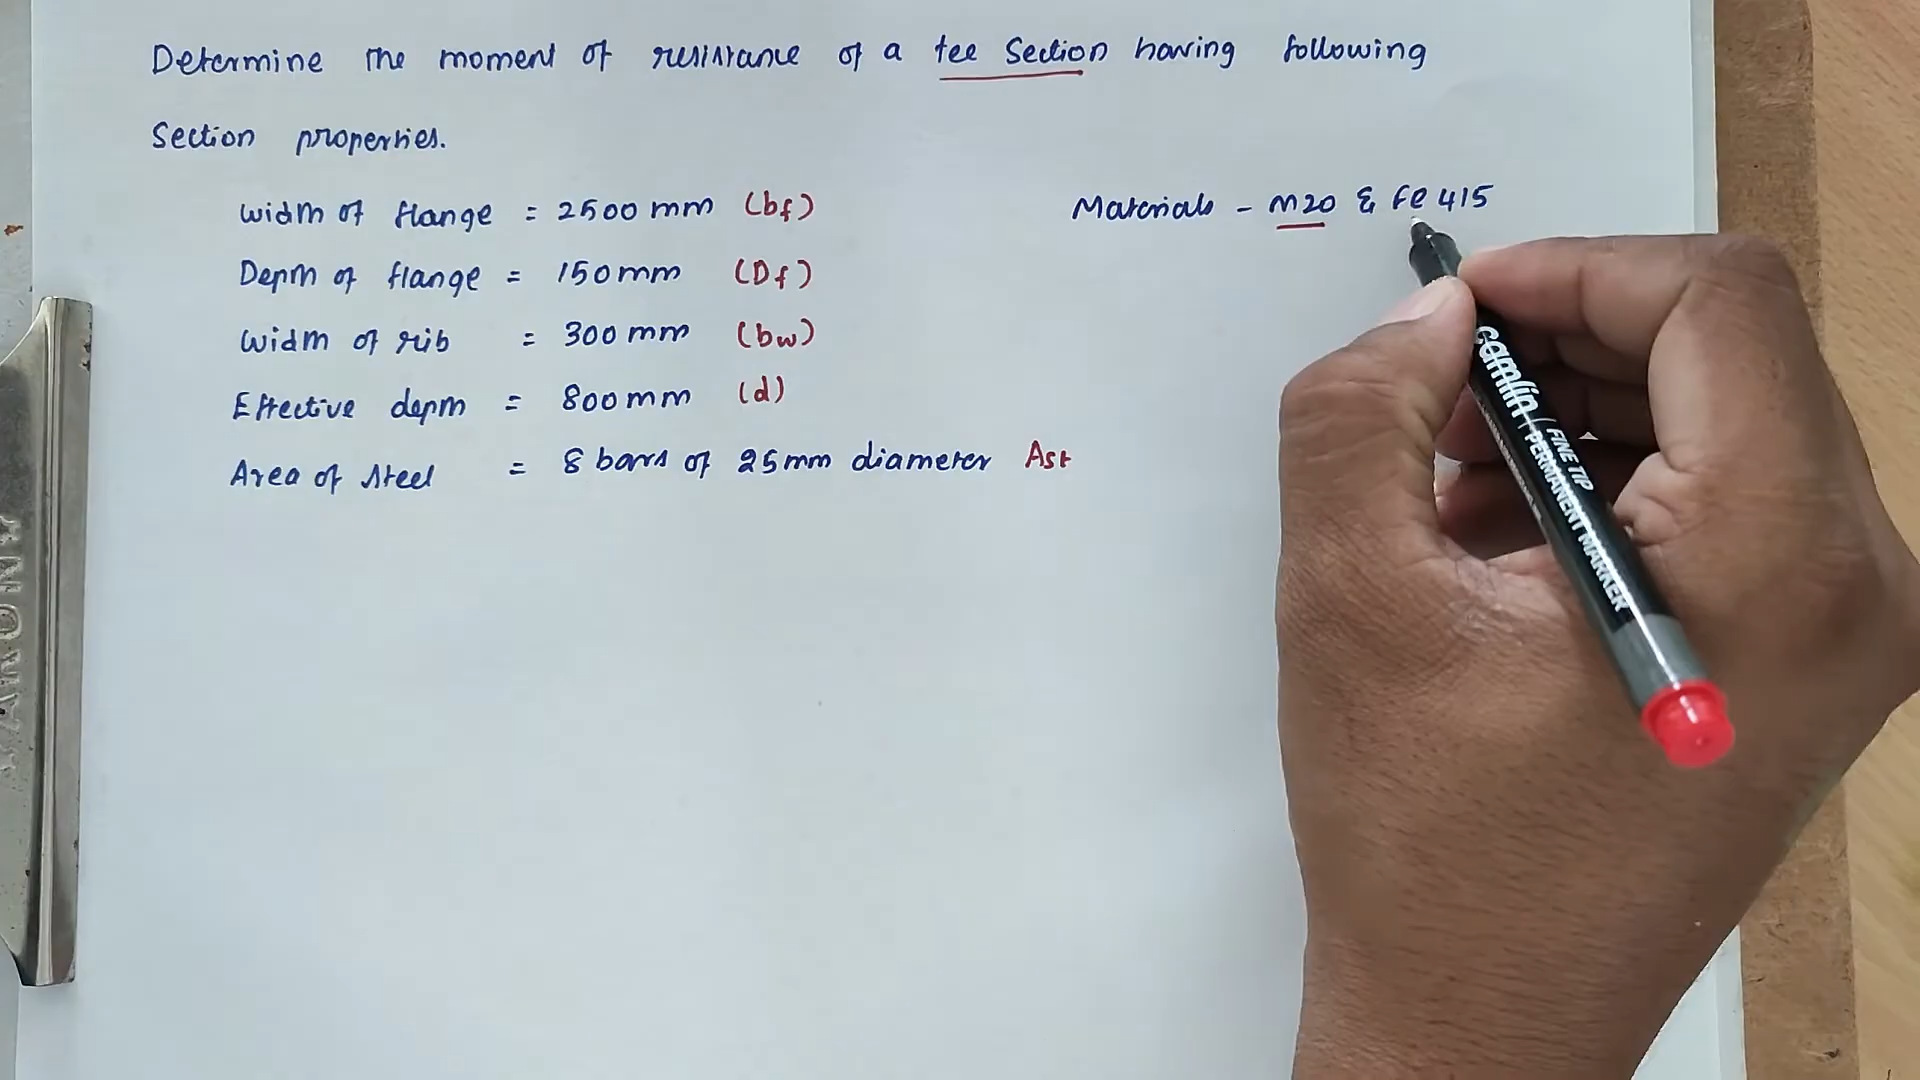 Determine the moment of resistance of a tee section having following
section properties.
Width of flange = 2500 mm (bf)
Materials - M20 & Fe 415
Depth of flange = 150 mm (Df)
Width of rib = 300 mm (bw)
Effective depth = 800 mm (d)
Area of steel = 8 bars of 25 mm diameter Ast
camlin / FINE TIP
PERMANENT MARKER